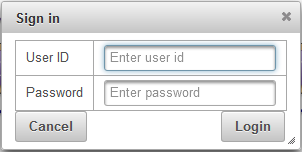 Sign in
User ID Enter user id
Password Enter password
Cancel Login